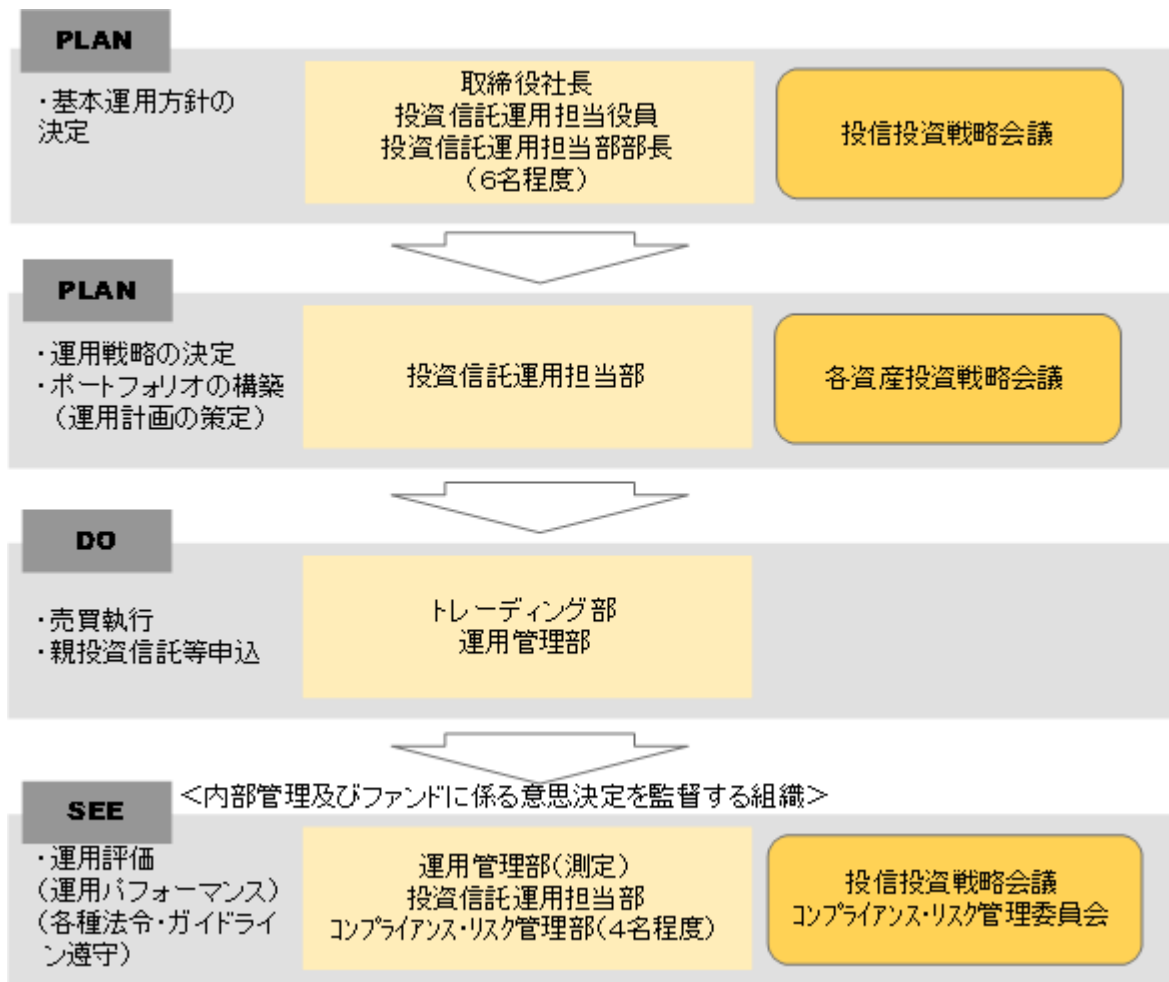 PLAN
・基本運用方針の
決定
取締役社長
投資信託運用担当役員
投資信託運用担当部部長
(6名程度)
投信投資戦略会議
PLAN
・運用戦略の決定
・ポートフォリオの構築
(運用計画の策定)
投資信託運用担当部
各資産投資戦略会議
DO
・売買執行
・親投資信託等申込
トレーディング部
運用管理部
SEE
<内部管理及びファンドに係る意思決定を監督する組織>
・運用評価
(運用パフォーマンス)
(各種法令・ガイドライ
ン遵守)
運用管理部(測定)
投資信託運用担当部
コンプライアンス・リスク管理部(4名程度)
投信投資戦略会議
コンプライアンス・リスク管理委員会